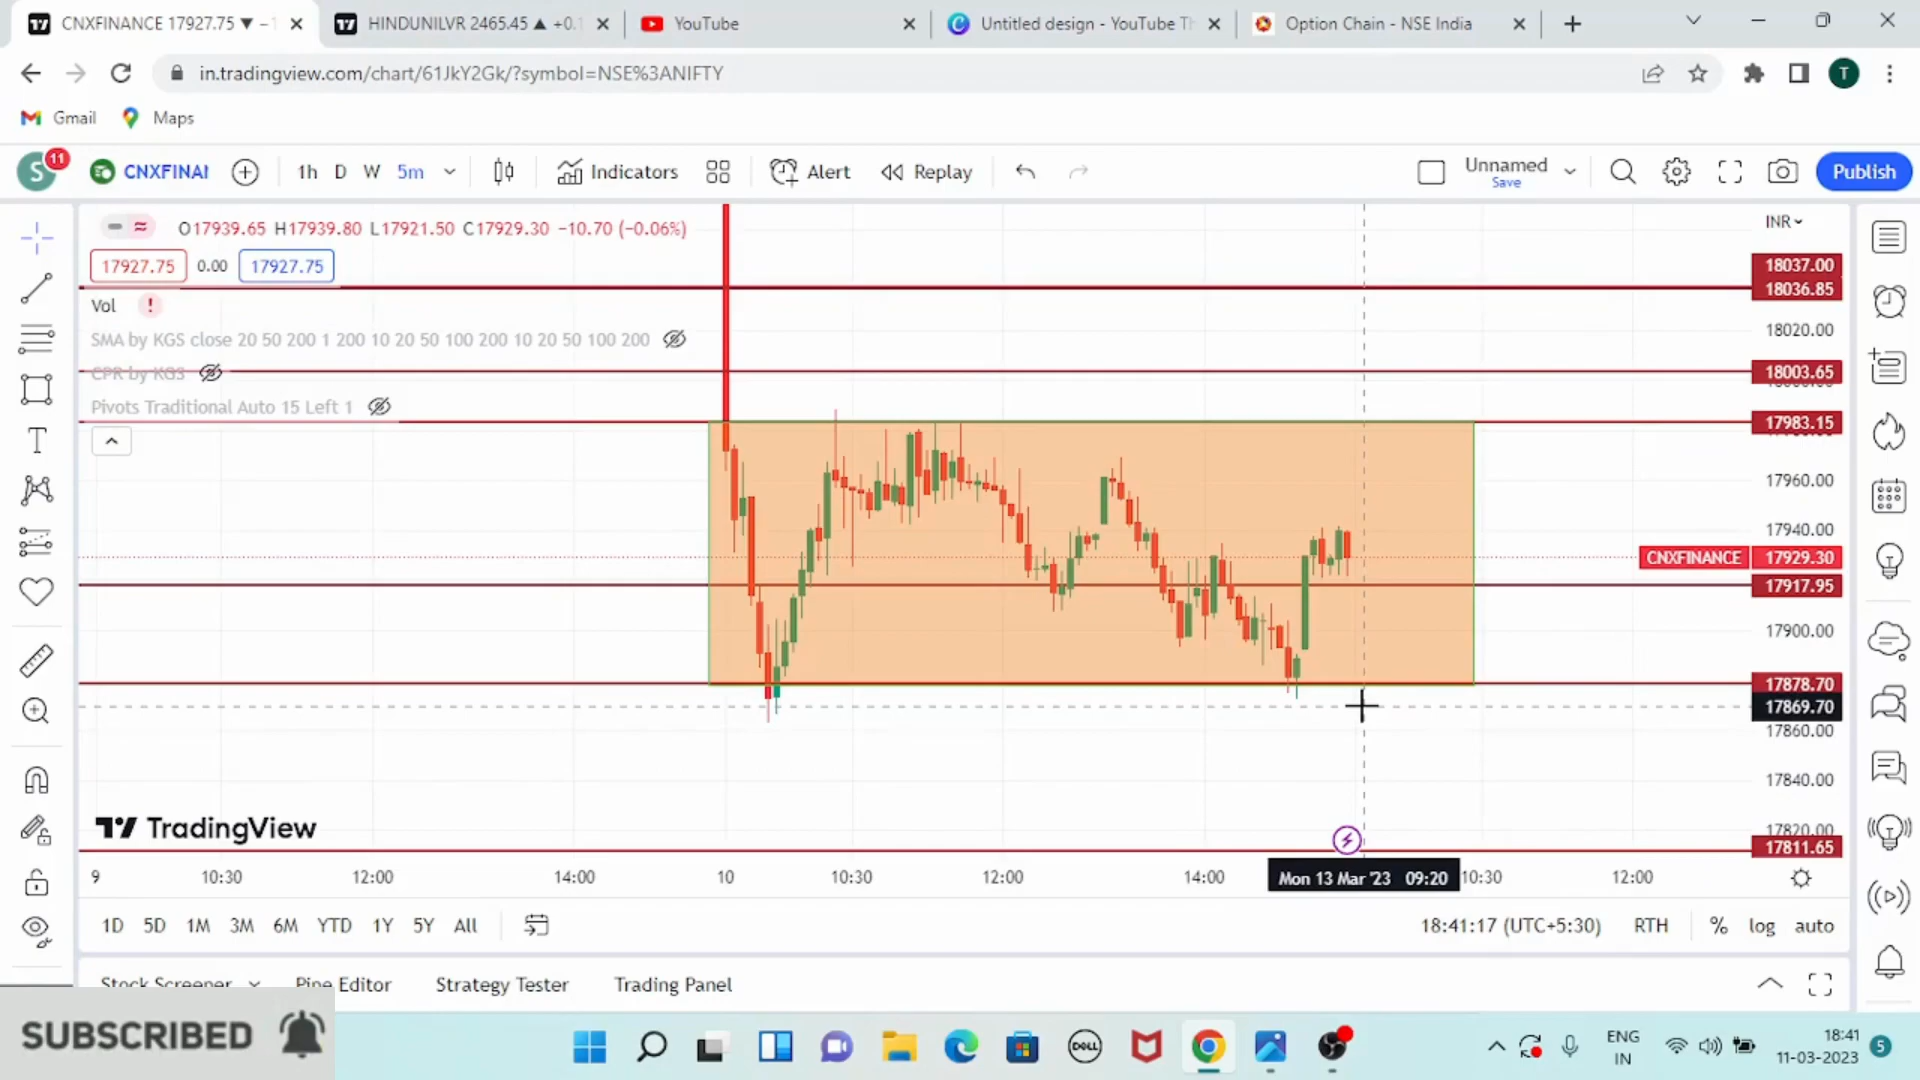 CNXFINANCE 17927.75 ▼ −1
HINDUNILVR 2465.45 ▲ +0.1
YouTube
Untitled design - YouTube Th
Option Chain - NSE India
in.tradingview.com/chart/61JkY2Gk/?symbol=NSE%3ANIFTY
T
Gmail
Maps
S
11
CNXFINAI
1h D W 5m
Indicators
Alert
Replay
Unnamed
Save
Publish
O17939.65 H17939.80 L17921.50 C17929.30 −10.70 (−0.06%)
INR
17927.75 0.00 17927.75
18037.00
18036.85
Vol
18020.00
SMA by KGS close 20 50 200 1 200 10 20 50 100 200 10 20 50 100 200
CPR by KGS
18003.65
18000.00
Pivots Traditional Auto 15 Left 1
17983.15
17960.00
17940.00
CNXFINANCE 17929.30
17917.95
17900.00
17878.70
17869.70
17860.00
17840.00
TradingView
17820.00
17811.65
9 10:30 12:00 14:00 10 10:30 12:00 14:00 Mon 13 Mar '23 09:20 10:30 12:00
1D 5D 1M 3M 6M YTD 1Y 5Y All
18:41:17 (UTC+5:30) RTH % log auto
Stock Screener Pine Editor Strategy Tester Trading Panel
SUBSCRIBED
DELL
ENG
IN
18:41
11-03-2023
5